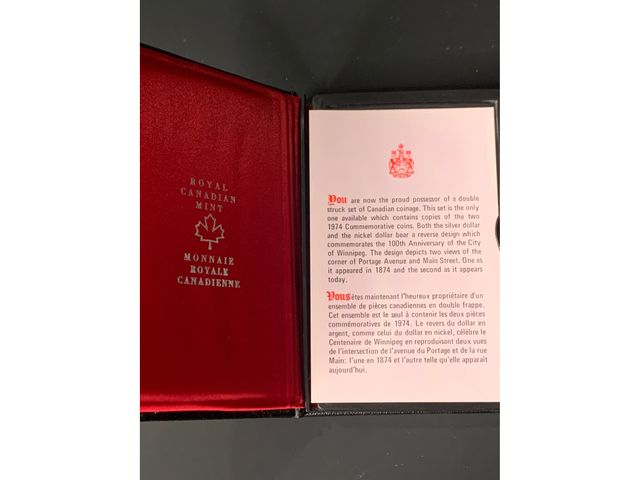 ROYAL
CANADIAN
MINT
MONNAIE
ROYALE
CANADIENNE
You are now the proud possessor of a double
struck set of Canadian coinage. This set is the only
one available which contains copies of the two
1974 Commemorative coins. Both the silver dollar
and the nickel dollar bear a reverse design which
commemorates the 100th Anniversary of the City
of Winnipeg. The design depicts two views of the
corner of Portage Avenue and Main Street. One as
it appeared in 1874 and the second as it appears
today.
Vous êtes maintenant l'heureux propriétaire d'un
ensemble de pièces canadiennes en double frappe.
Cet ensemble est le seul à contenir les deux pièces
commémoratives de 1974. Le revers du dollar en
argent, comme celui du dollar en nickel, célèbre le
Centenaire de Winnipeg en reproduisant deux vues
de l'intersection de l'avenue du Portage et de la rue
Main: l'une en 1874 et l'autre telle qu'elle apparaît
aujourd'hui.